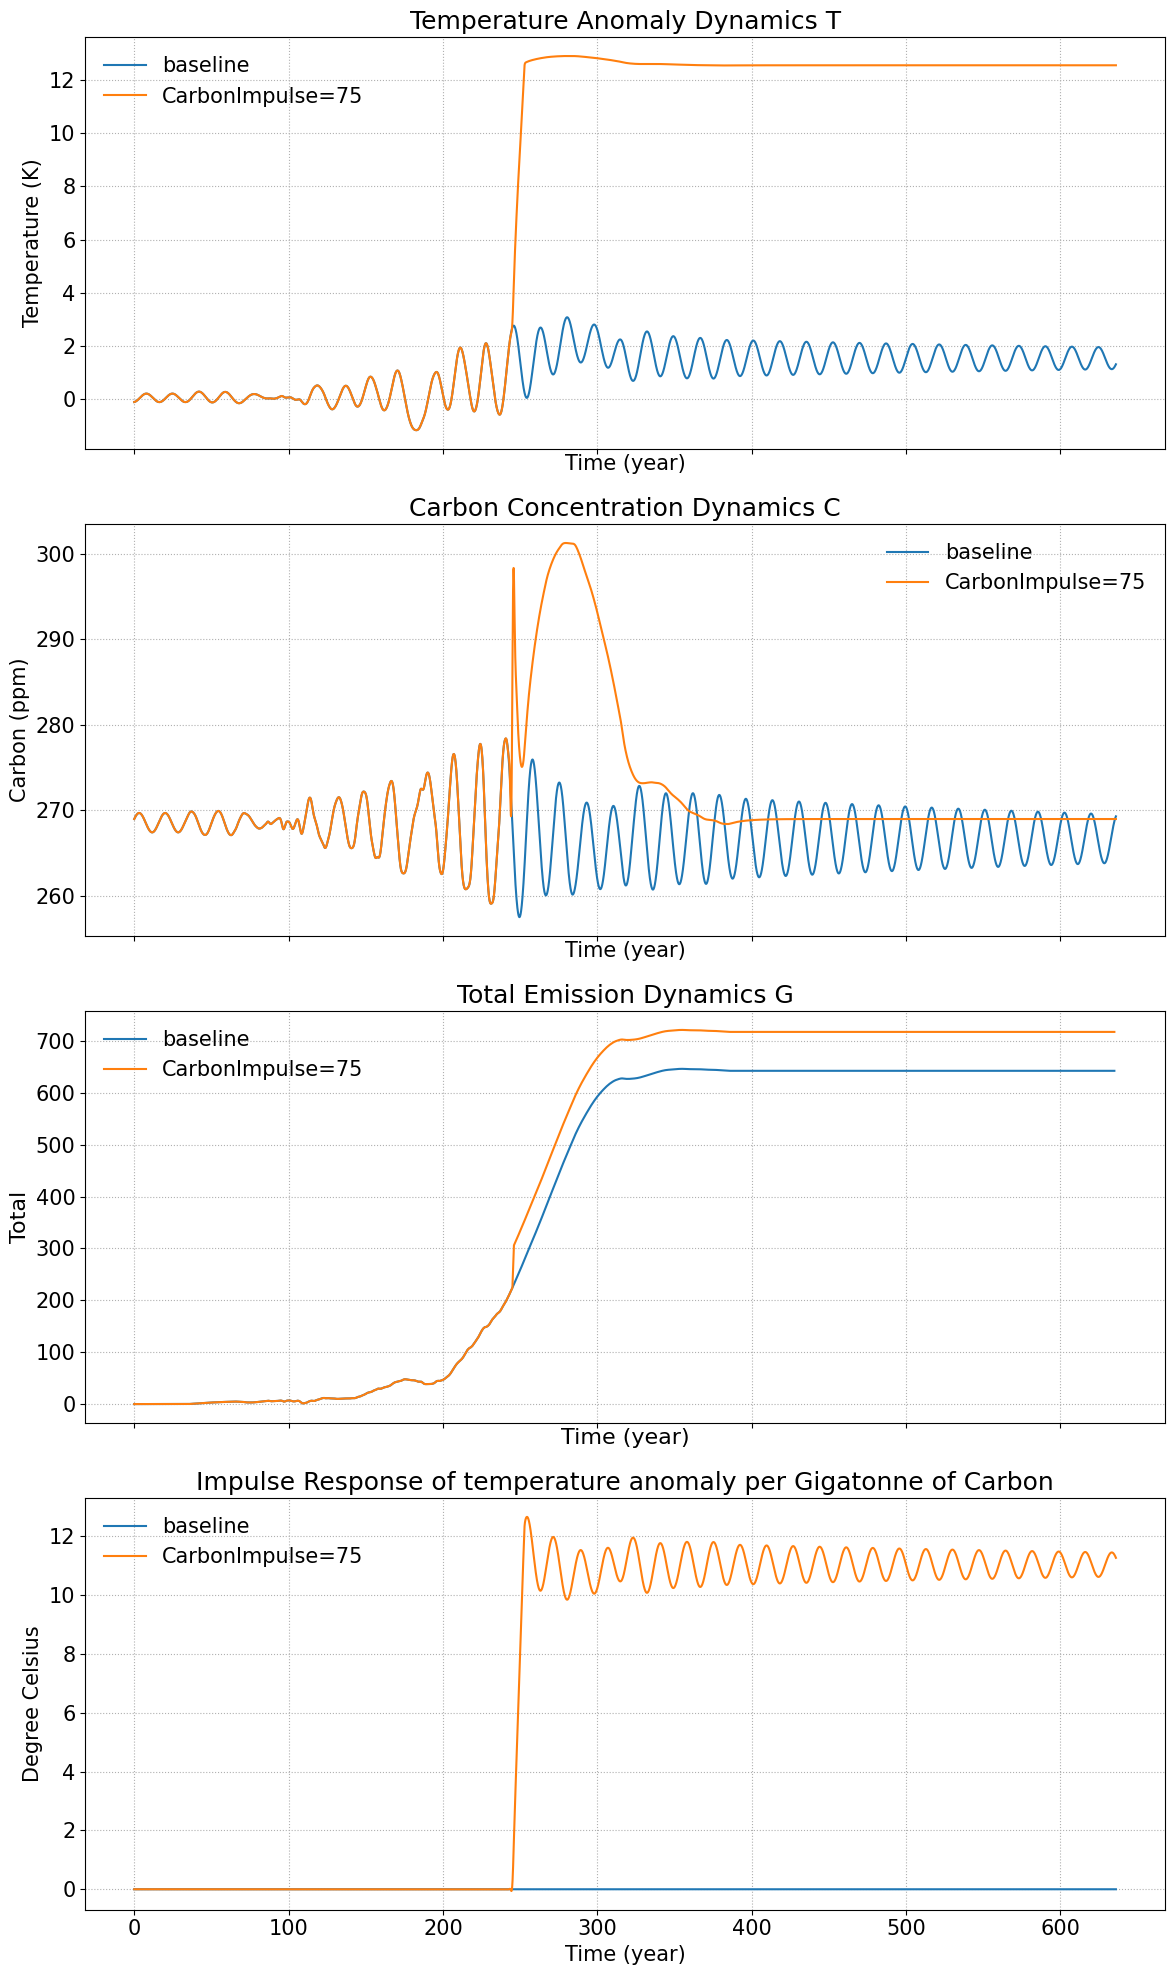 Temperature Anomaly Dynamics T
baseline
CarbonImpulse=75
12
10
8
6
4
2
0
Temperature (K)
Time (year)
Carbon Concentration Dynamics C
baseline
CarbonImpulse=75
300
290
280
270
260
Carbon (ppm)
Time (year)
Total Emission Dynamics G
baseline
CarbonImpulse=75
700
600
500
400
300
200
100
0
Total
Time (year)
Impulse Response of temperature anomaly per Gigatonne of Carbon
baseline
CarbonImpulse=75
12
10
8
6
4
2
0
Degree Celsius
0 100 200 300 400 500 600
Time (year)